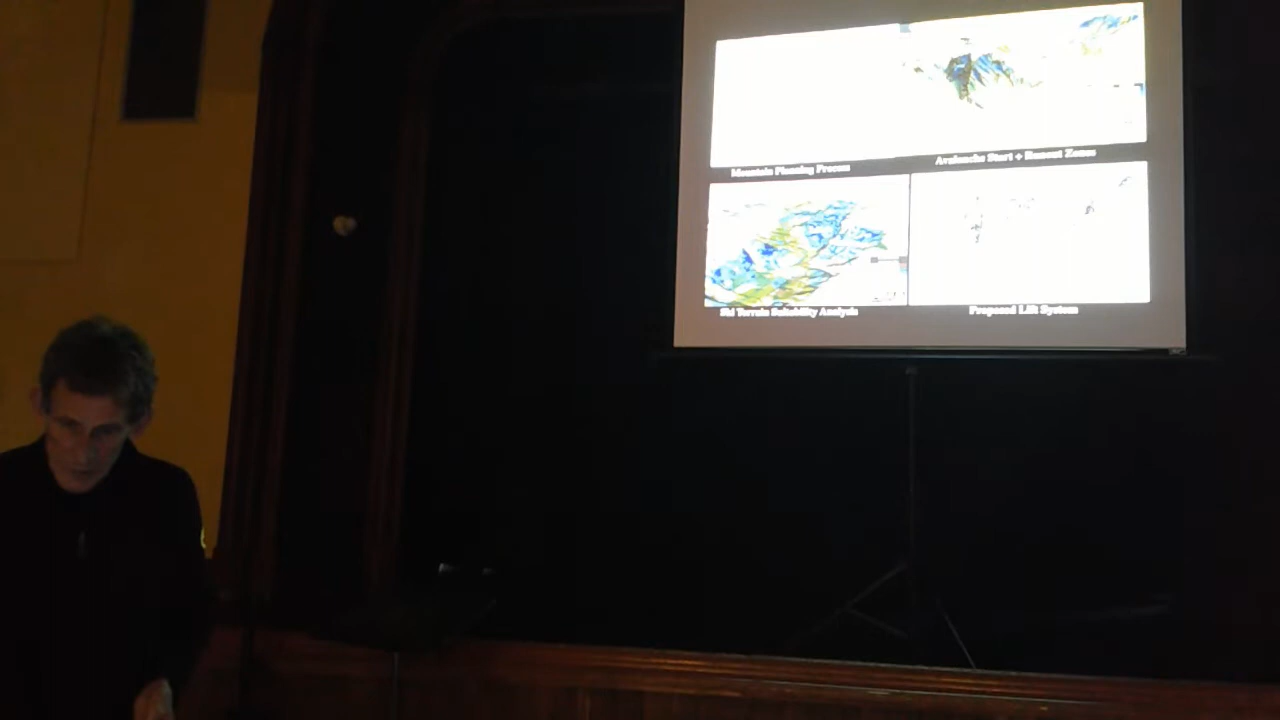 Mountain Planning Process
Avalanche Start + Runout Zones
Ski Terrain Suitability Analysis
Proposed Lift System